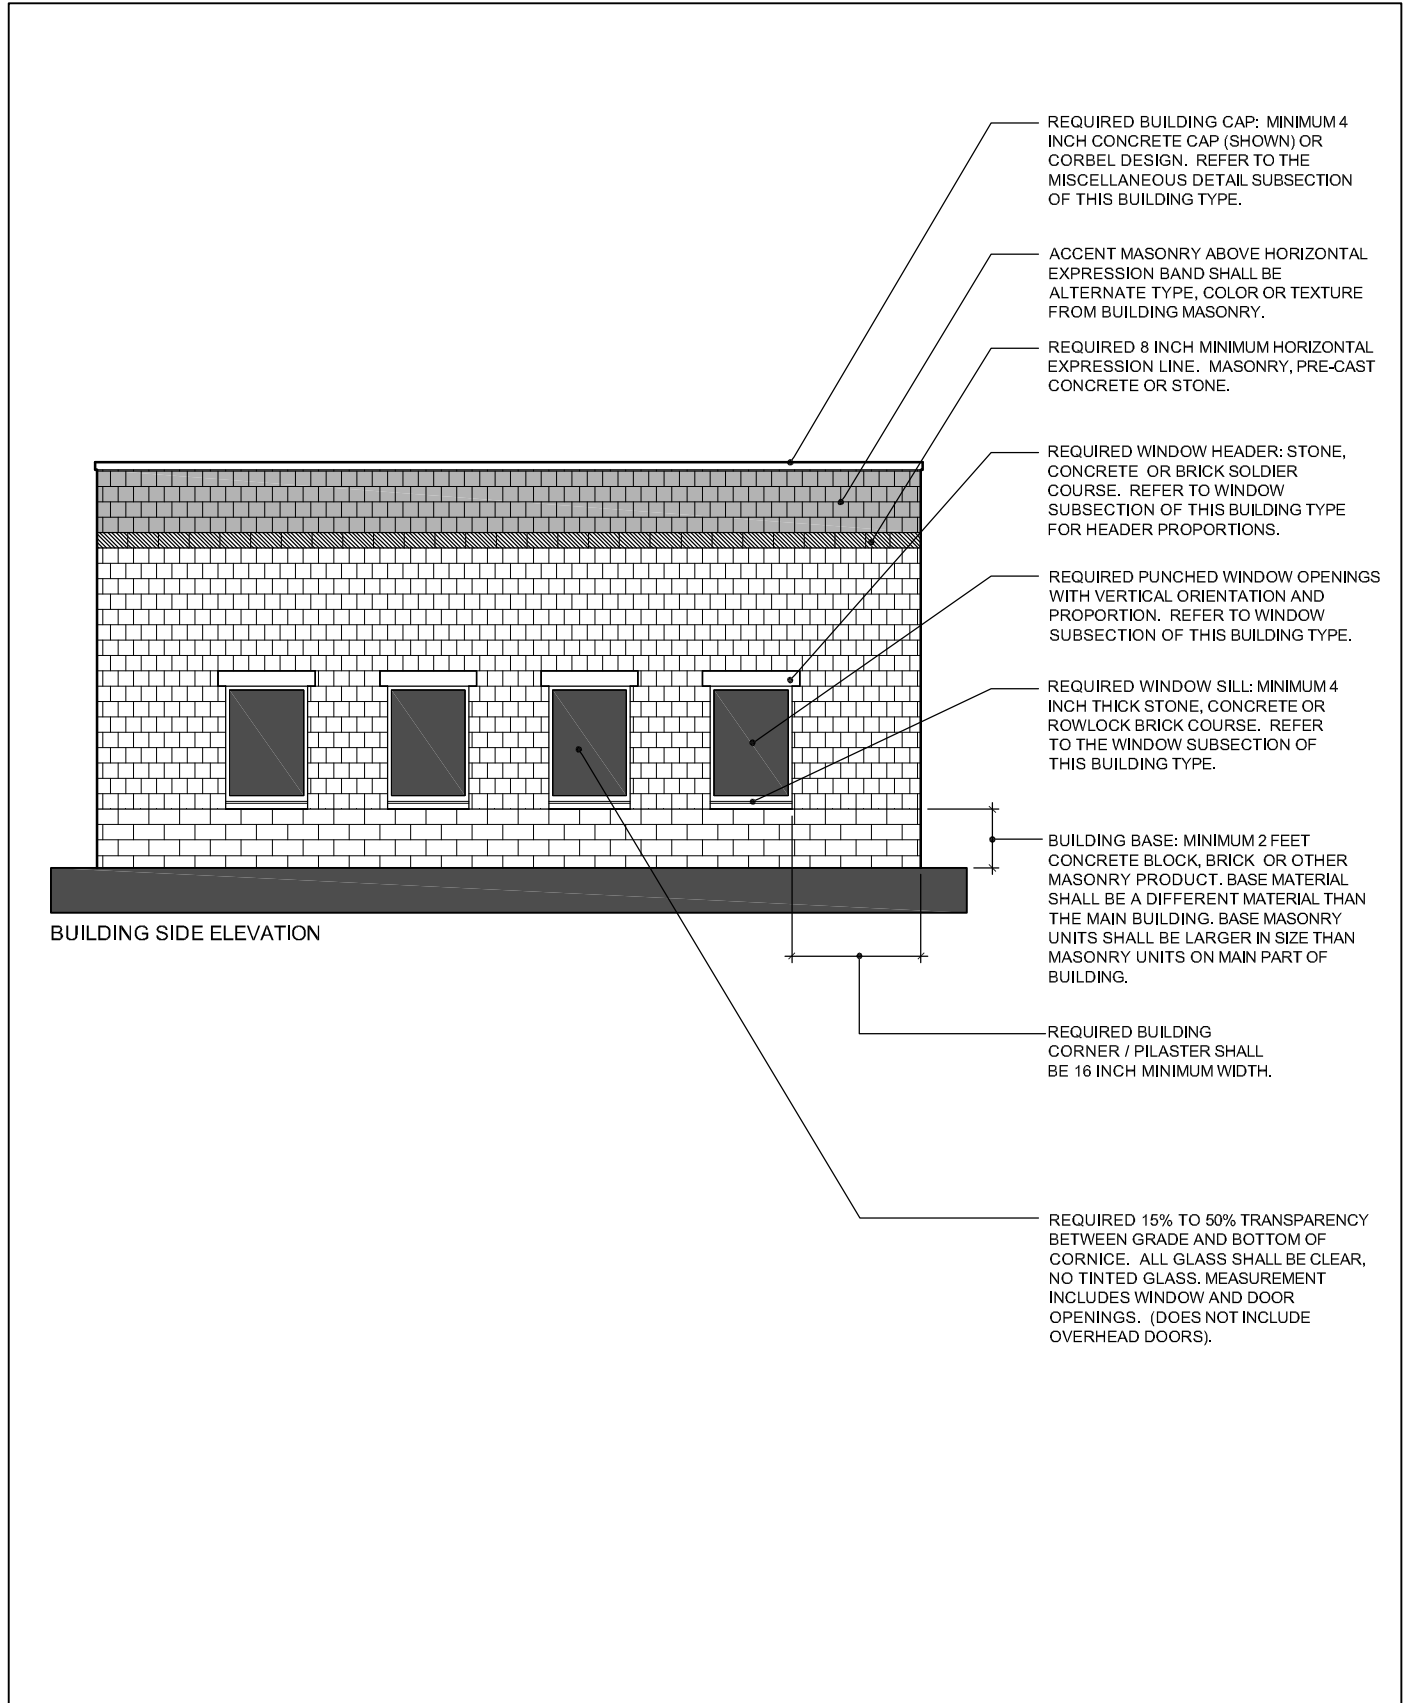 REQUIRED BUILDING CAP: MINIMUM 4
INCH CONCRETE CAP (SHOWN) OR
CORBEL DESIGN. REFER TO THE
MISCELLANEOUS DETAIL SUBSECTION
OF THIS BUILDING TYPE.
ACCENT MASONRY ABOVE HORIZONTAL
EXPRESSION BAND SHALL BE
ALTERNATE TYPE, COLOR OR TEXTURE
FROM BUILDING MASONRY.
REQUIRED 8 INCH MINIMUM HORIZONTAL
EXPRESSION LINE. MASONRY, PRE-CAST
CONCRETE OR STONE.
REQUIRED WINDOW HEADER: STONE,
CONCRETE OR BRICK SOLDIER
COURSE. REFER TO WINDOW
SUBSECTION OF THIS BUILDING TYPE
FOR HEADER PROPORTIONS.
REQUIRED PUNCHED WINDOW OPENINGS
WITH VERTICAL ORIENTATION AND
PROPORTION. REFER TO WINDOW
SUBSECTION OF THIS BUILDING TYPE.
REQUIRED WINDOW SILL: MINIMUM 4
INCH THICK STONE, CONCRETE OR
ROWLOCK BRICK COURSE. REFER
TO THE WINDOW SUBSECTION OF
THIS BUILDING TYPE.
BUILDING BASE: MINIMUM 2 FEET
CONCRETE BLOCK, BRICK OR OTHER
MASONRY PRODUCT. BASE MATERIAL
SHALL BE A DIFFERENT MATERIAL THAN
THE MAIN BUILDING. BASE MASONRY
UNITS SHALL BE LARGER IN SIZE THAN
MASONRY UNITS ON MAIN PART OF
BUILDING.
BUILDING SIDE ELEVATION
REQUIRED BUILDING
CORNER / PILASTER SHALL
BE 16 INCH MINIMUM WIDTH.
REQUIRED 15% TO 50% TRANSPARENCY
BETWEEN GRADE AND BOTTOM OF
CORNICE. ALL GLASS SHALL BE CLEAR,
NO TINTED GLASS. MEASUREMENT
INCLUDES WINDOW AND DOOR
OPENINGS. (DOES NOT INCLUDE
OVERHEAD DOORS).